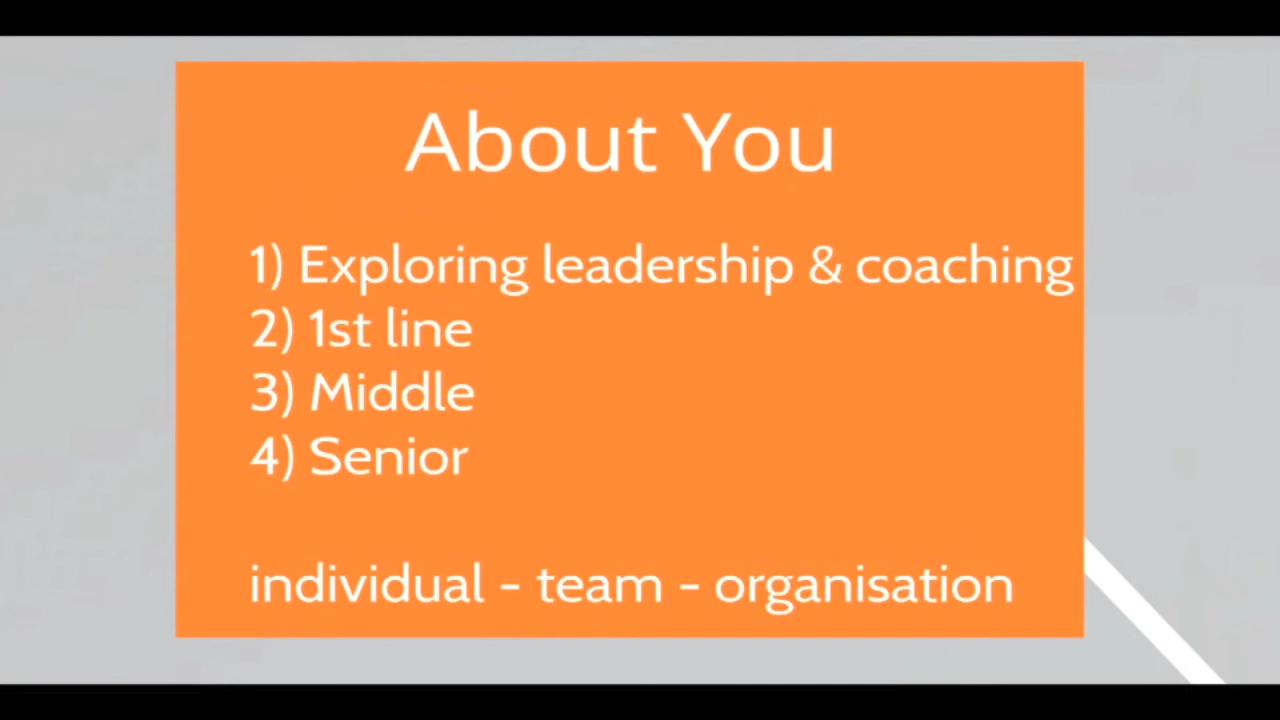 About You
1) Exploring leadership & coaching
2) 1st line
3) Middle
4) Senior
individual - team - organisation